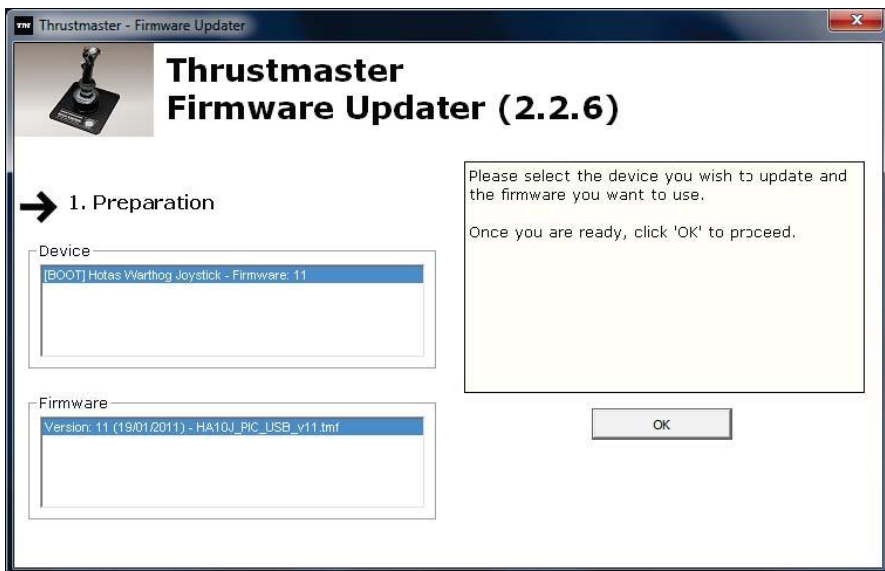 Thrustmaster - Firmware Updater
Thrustmaster
Firmware Updater (2.2.6)
1. Preparation
Device
[BOOT] Hotas Warthog Joystick - Firmware: 11
Firmware
Version: 11 (19/01/2011) - HA10J_PIC_USB_v11.tmf
Please select the device you wish to update and
the firmware you want to use.
Once you are ready, click 'OK' to proceed.
OK